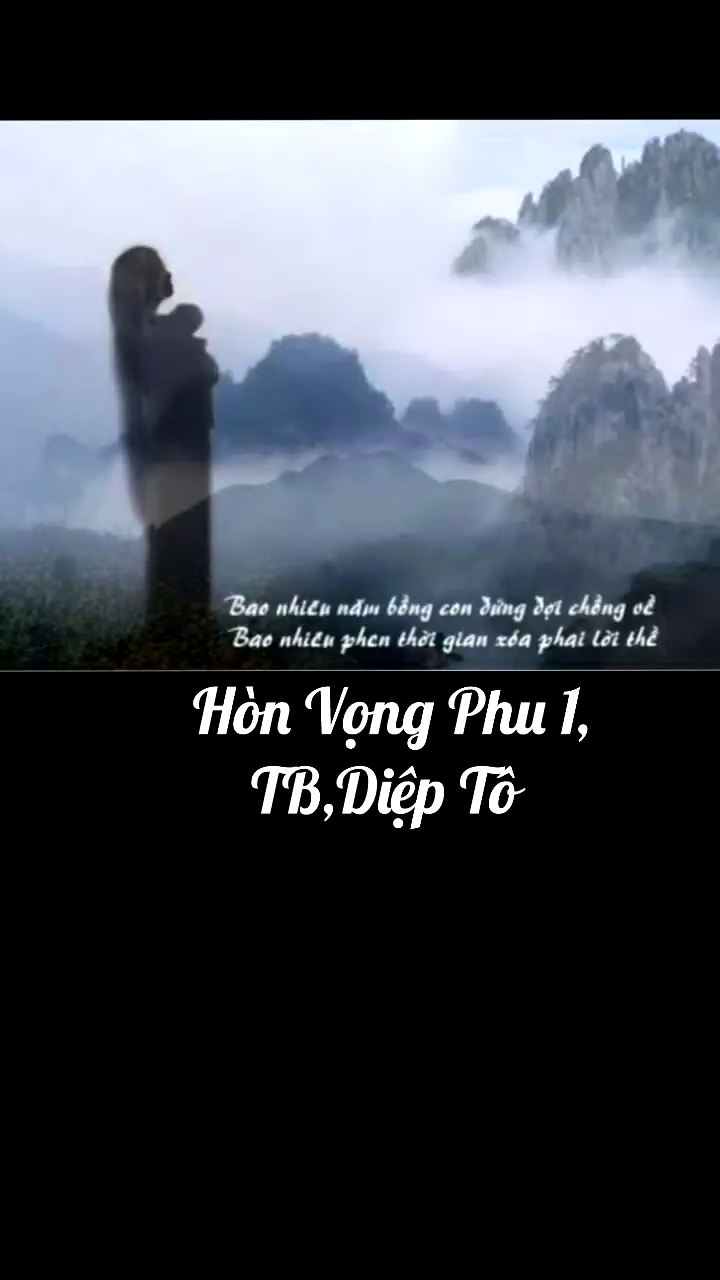 Bao nhiêu năm bồng con đứng đợi chồng về
Bao nhiêu phen thời gian xóa phai lời thề
Hòn Vọng Phu 1,
TB,Diệp Tô